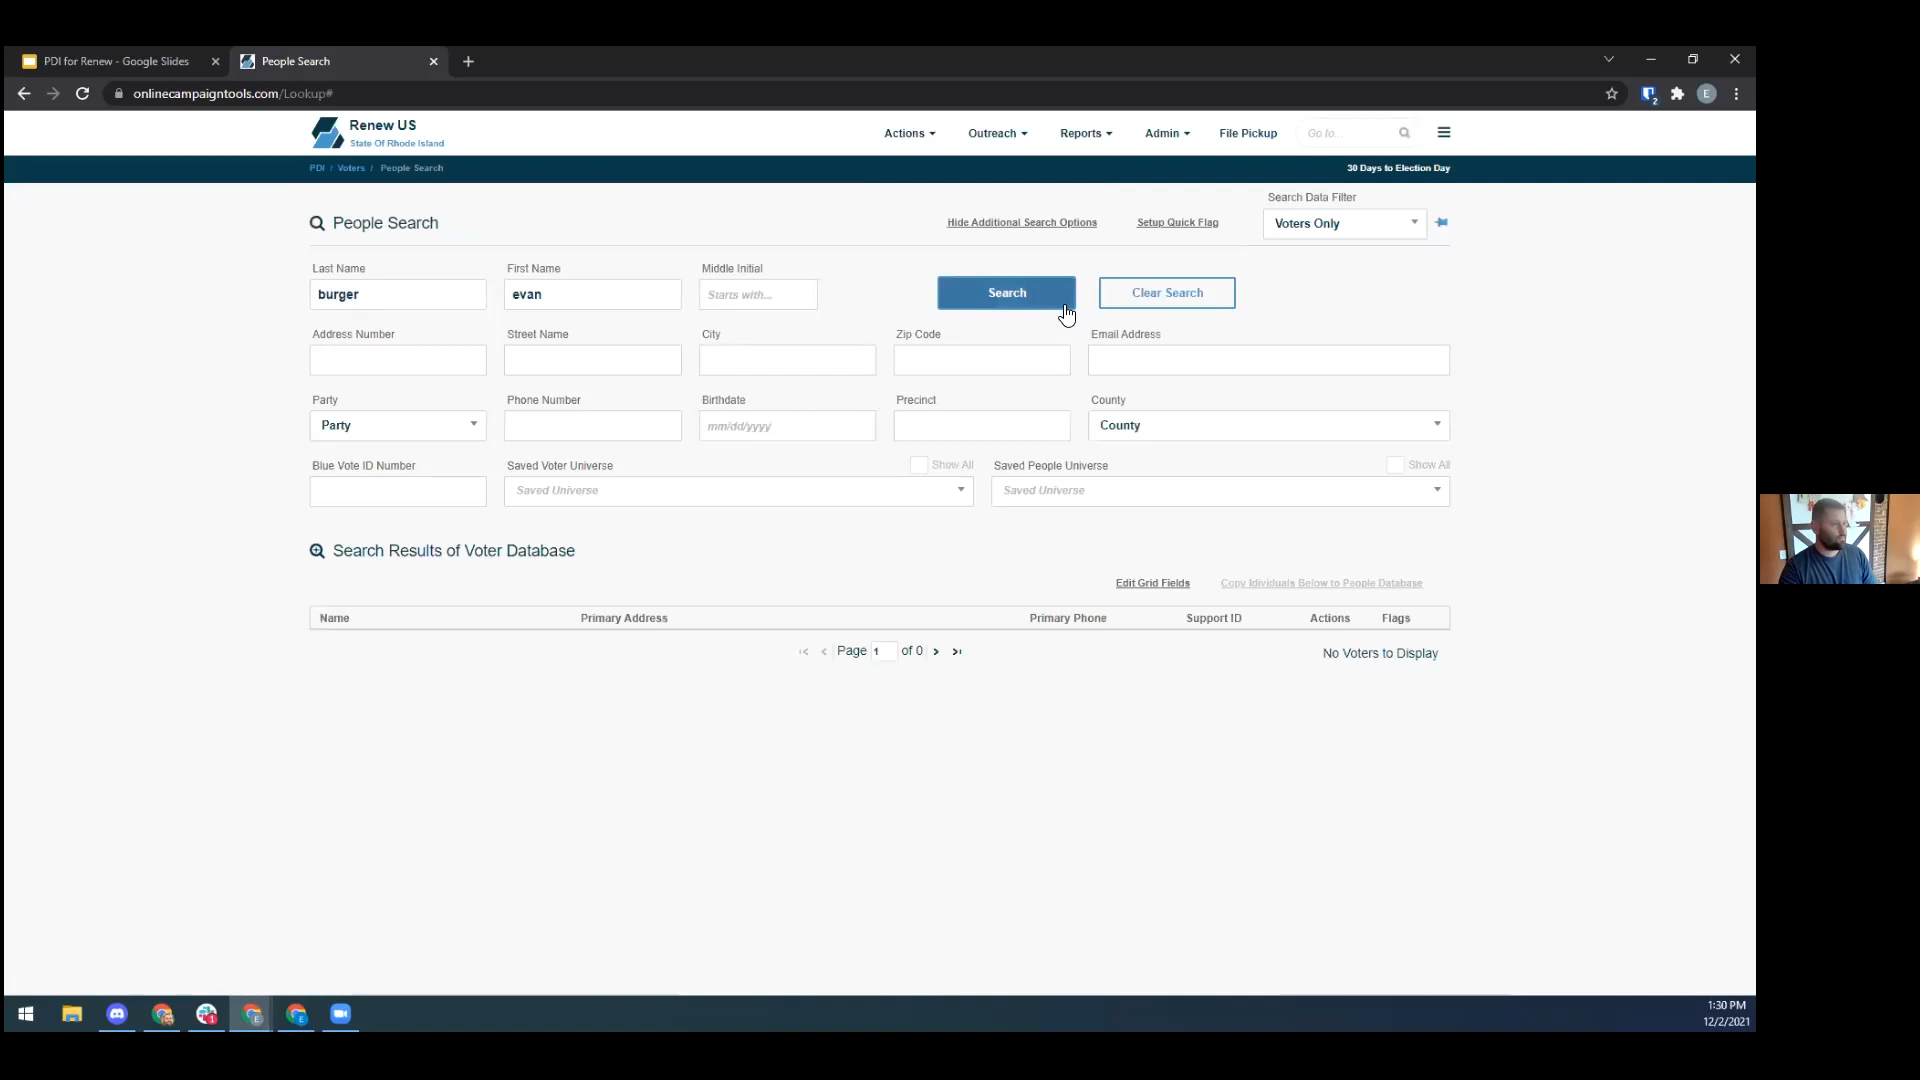 PDI for Renew - Google Slides
People Search
onlinecampaigntools.com/Lookup#
2
E
Renew US
State Of Rhode Island
Actions
Outreach
Reports
Admin
File Pickup
Go to...
PDI / Voters / People Search
30 Days to Election Day
Search Data Filter
People Search
Hide Additional Search Options
Setup Quick Flag
Voters Only
Last Name
First Name
Middle Initial
burger
evan
Starts with...
Search
Clear Search
Address Number
Street Name
City
Zip Code
Email Address
Party
Phone Number
Birthdate
Precinct
County
Party
mm/dd/yyyy
County
Blue Vote ID Number
Saved Voter Universe
Show All
Saved People Universe
Show All
Saved Universe
Saved Universe
Search Results of Voter Database
Edit Grid Fields
Copy Idividuals Below to People Database
Name
Primary Address
Primary Phone
Support ID
Actions
Flags
Page 1 of 0
No Voters to Display
1
E
E
1:30 PM
12/2/2021